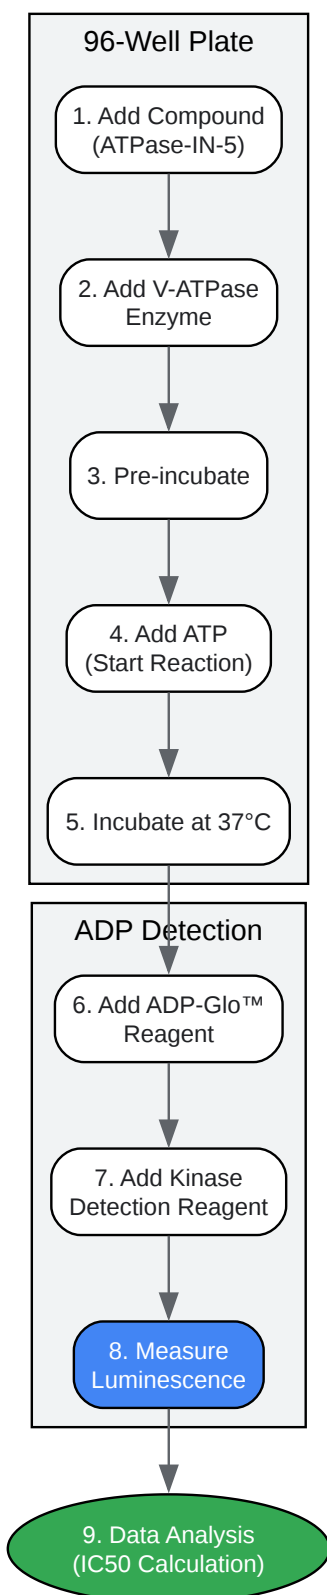 96-Well Plate
1. Add Compound
(ATPase-IN-5)
2. Add V-ATPase
Enzyme
3. Pre-incubate
4. Add ATP
(Start Reaction)
5. Incubate at 37°C
ADP Detection
6. Add ADP-Glo™
Reagent
7. Add Kinase
Detection Reagent
8. Measure
Luminescence
9. Data Analysis
(IC50 Calculation)